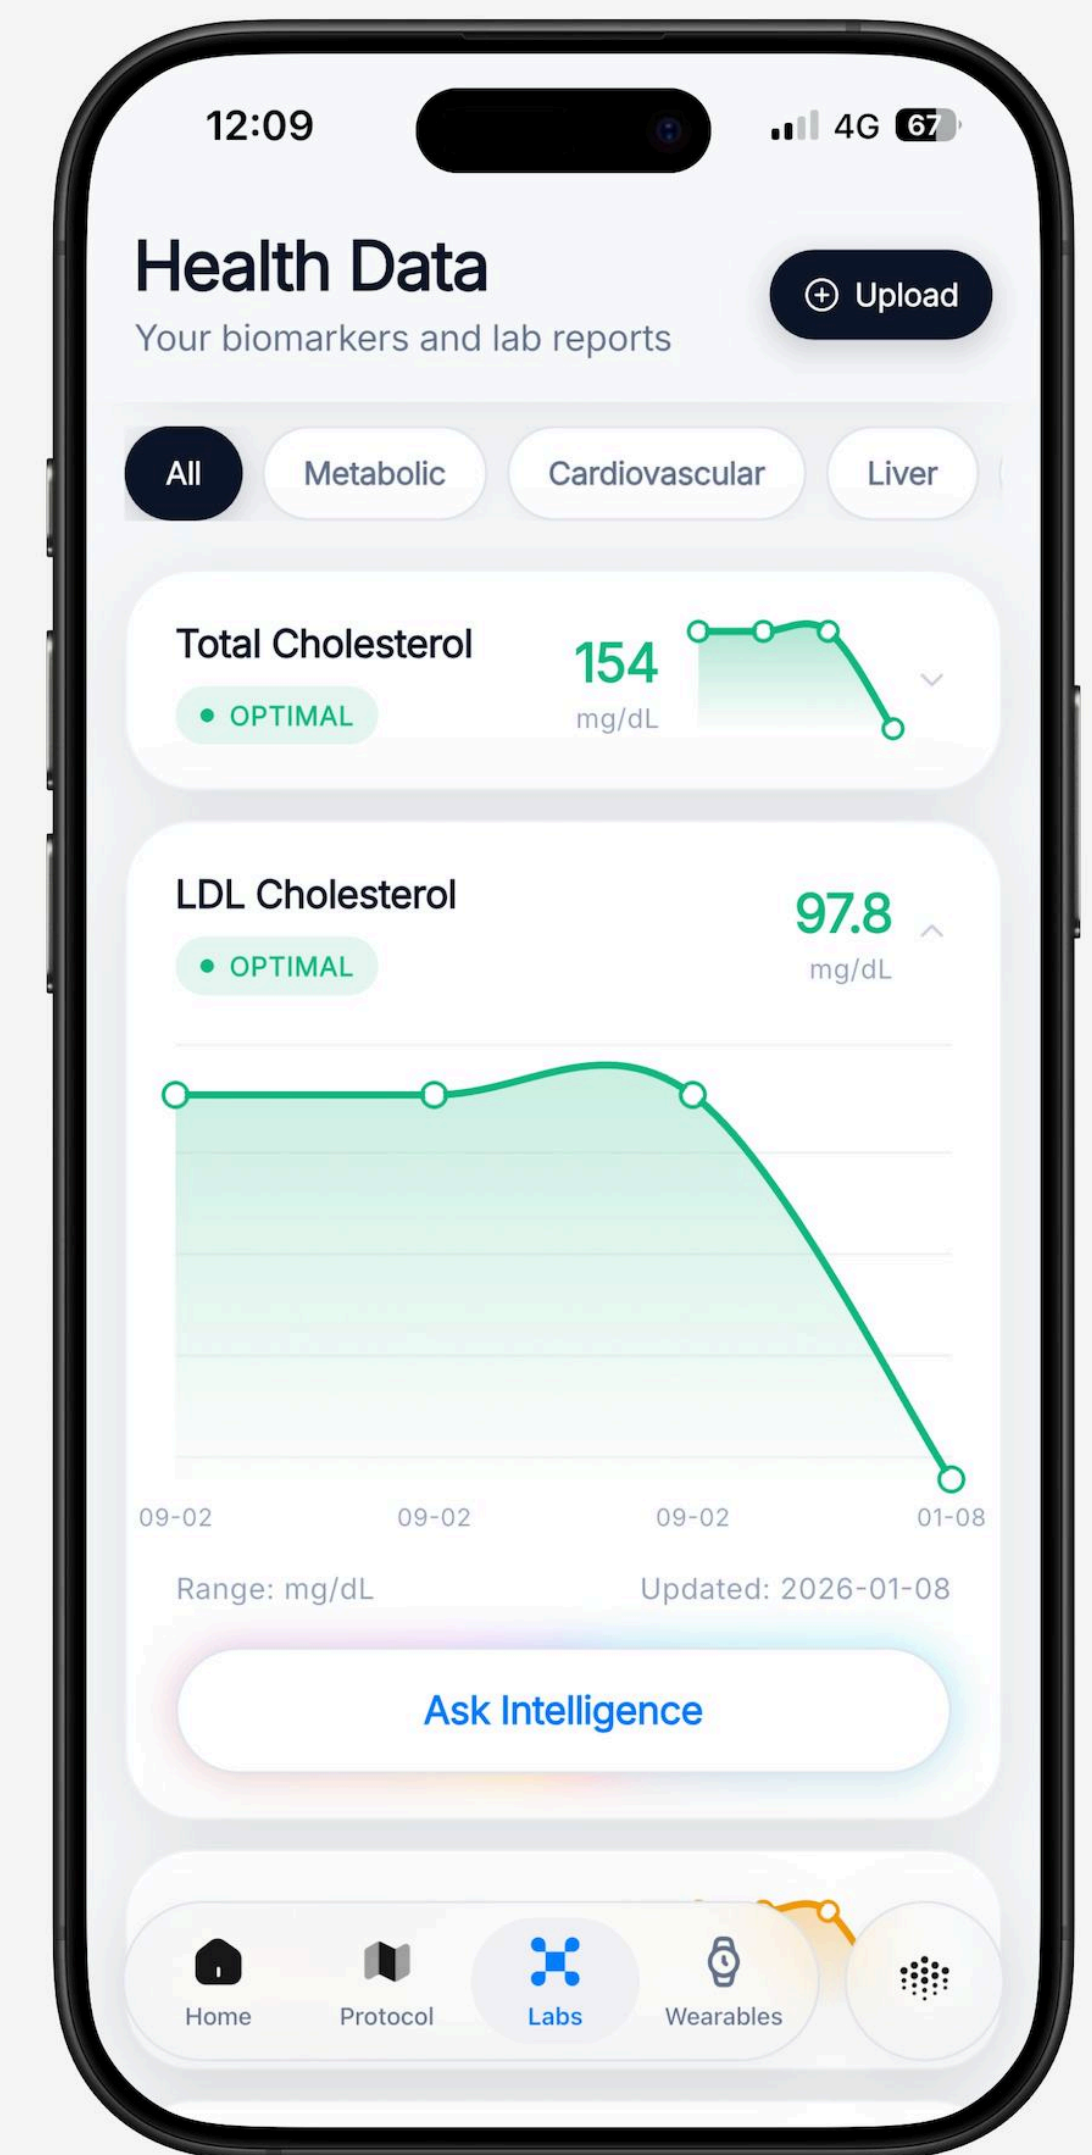 12:09
4G
67
Health Data
Your biomarkers and lab reports
Upload
All
Metabolic
Cardiovascular
Liver
Total Cholesterol
OPTIMAL
154
mg/dL
LDL Cholesterol
OPTIMAL
97.8
mg/dL
09-02
09-02
09-02
01-08
Range: mg/dL
Updated: 2026-01-08
Ask Intelligence
Home
Protocol
Labs
Wearables